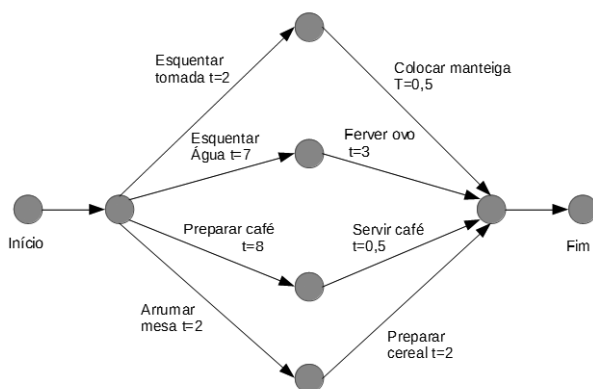 Esquentar
tomada t=2
Colocar manteiga
T=0,5
Esquentar
Água t=7
Ferver ovo
t=3
Início
Preparar café
t=8
Servir café
t=0,5
Fim
Arrumar
mesa t=2
Preparar
cereal t=2